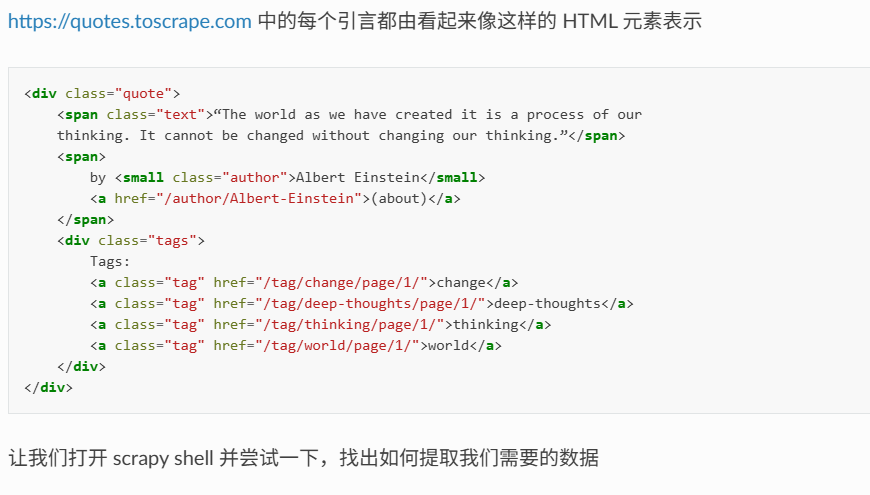 https://quotes.toscrape.com 中的每个引言都由看起来像这样的 HTML 元素表示
<div class="quote">
    <span class="text">“The world as we have created it is a process of our
    thinking. It cannot be changed without changing our thinking.”</span>
    <span>
        by <small class="author">Albert Einstein</small>
        <a href="/author/Albert-Einstein">(about)</a>
    </span>
    <div class="tags">
        Tags:
        <a class="tag" href="/tag/change/page/1/">change</a>
        <a class="tag" href="/tag/deep-thoughts/page/1/">deep-thoughts</a>
        <a class="tag" href="/tag/thinking/page/1/">thinking</a>
        <a class="tag" href="/tag/world/page/1/">world</a>
    </div>
</div>
让我们打开 scrapy shell 并尝试一下，找出如何提取我们需要的数据